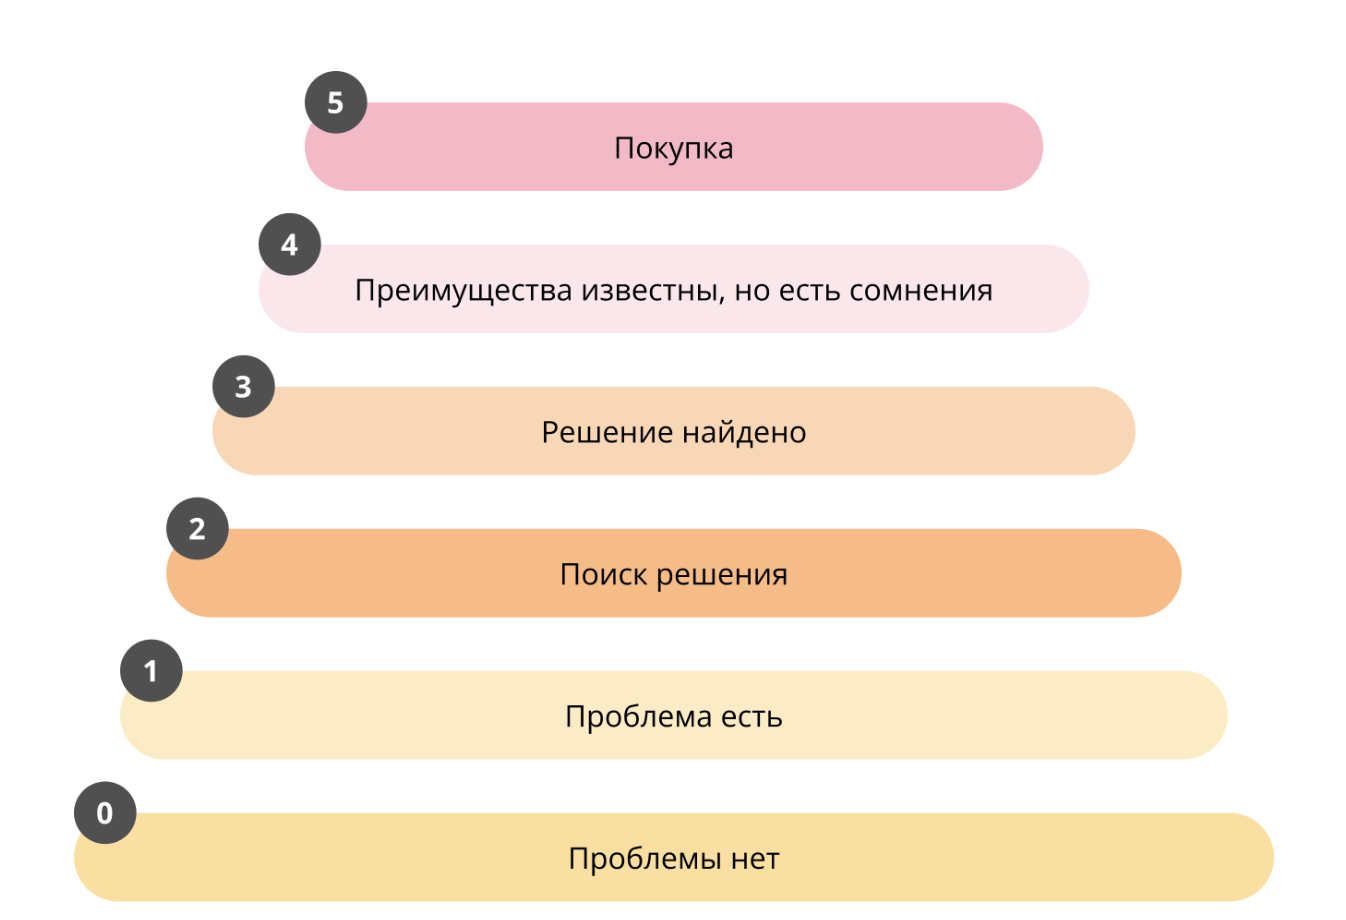 5
Покупка
4
Преимущества известны, но есть сомнения
3
Решение найдено
2
Поиск решения
1
Проблема есть
0
Проблемы нет